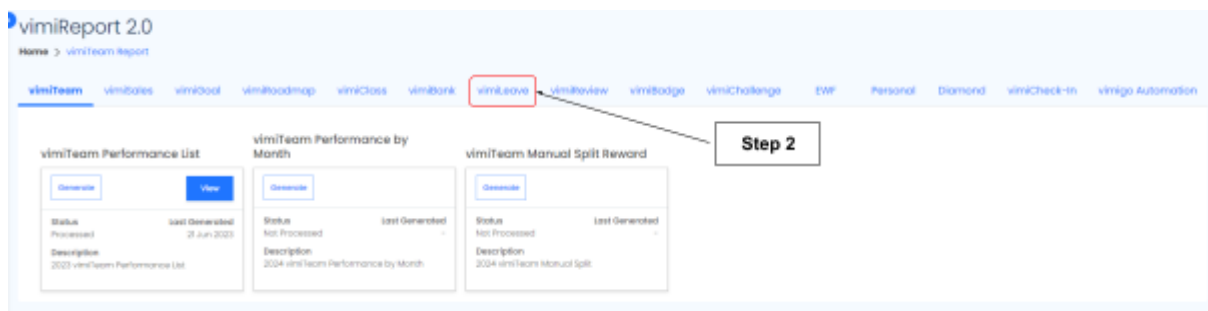 vimiReport 2.0
Home > vimiTeam Report
vimiTeam vimiSales vimiGoal vimiRoadmap vimiClass vimiBank vimiLeave vimiReview vimiBadge vimiChallenge EWF Personal Diamond vimiCheck-In vimigo Automation
Step 2
vimiTeam Performance List
Generate View
Status Last Generated
Processed 21 Jun 2023
Description
2023 vimiTeam Performance List
vimiTeam Performance by
Month
Generate
Status Last Generated
Not Processed -
Description
2024 vimiTeam Performance by Month
vimiTeam Manual Split Reward
Generate
Status Last Generated
Not Processed -
Description
2024 vimiTeam Manual Split